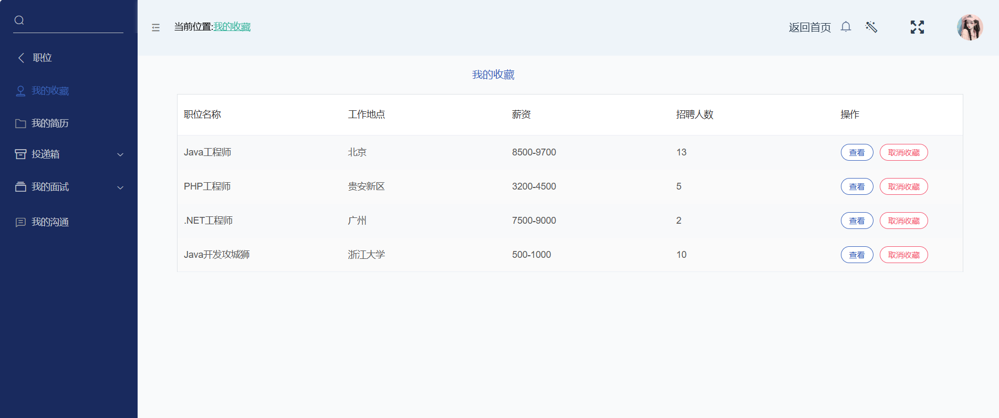 职位
我的收藏
我的简历
投递箱
我的面试
我的沟通
当前位置:我的收藏
返回首页
我的收藏
职位名称 工作地点 薪资 招聘人数 操作
Java工程师 北京 8500-9700 13 查看 取消收藏
PHP工程师 贵安新区 3200-4500 5 查看 取消收藏
.NET工程师 广州 7500-9000 2 查看 取消收藏
Java开发攻城狮 浙江大学 500-1000 10 查看 取消收藏